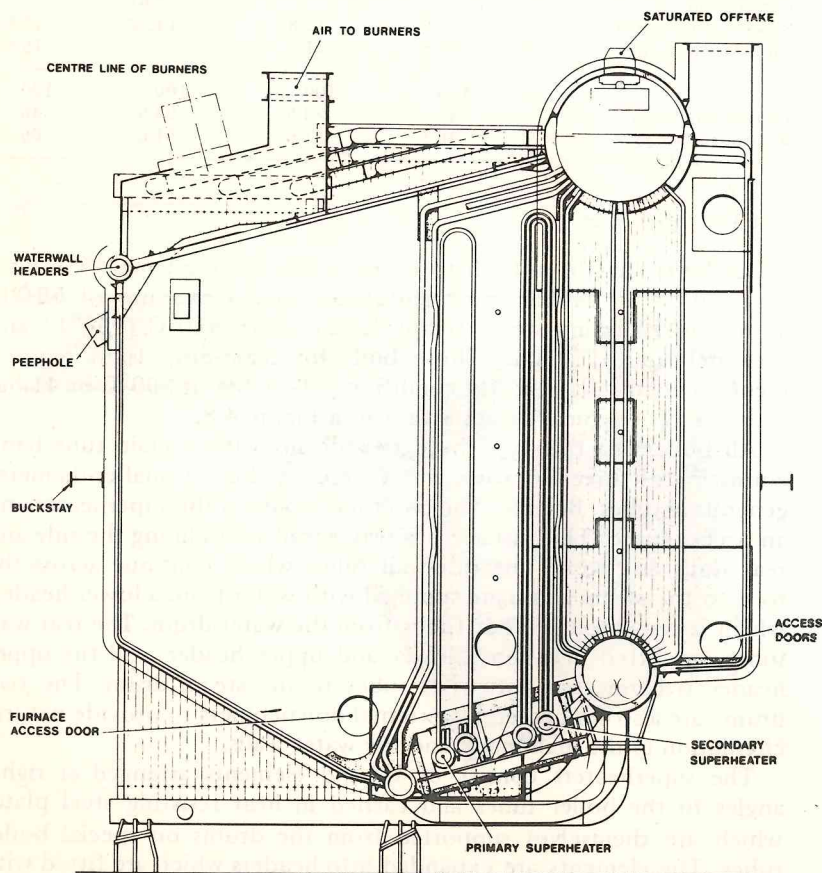 SATURATED OFFTAKE
AIR TO BURNERS
CENTRE LINE OF BURNERS
WATERWALL
HEADERS
PEEPHOLE
BUCKSTAY
ACCESS
DOORS
FURNACE
ACCESS DOOR
SECONDARY
SUPERHEATER
PRIMARY SUPERHEATER